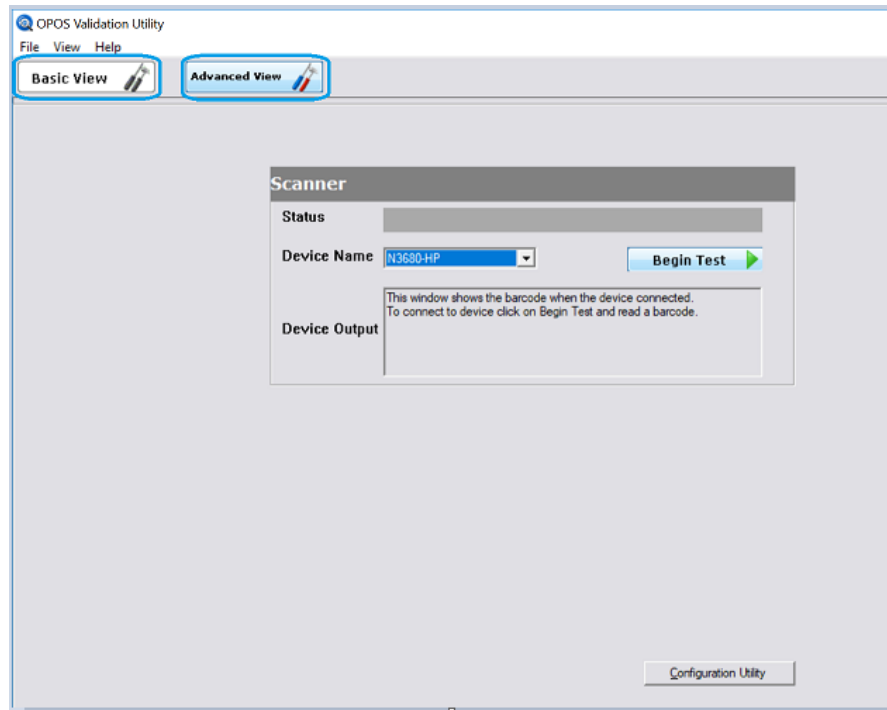 OPOS Validation Utility
File View Help
Basic View Advanced View
Scanner
Status
Device Name N3680-HP Begin Test
This window shows the barcode when the device connected.
To connect to device click on Begin Test and read a barcode.
Device Output
Configuration Utility